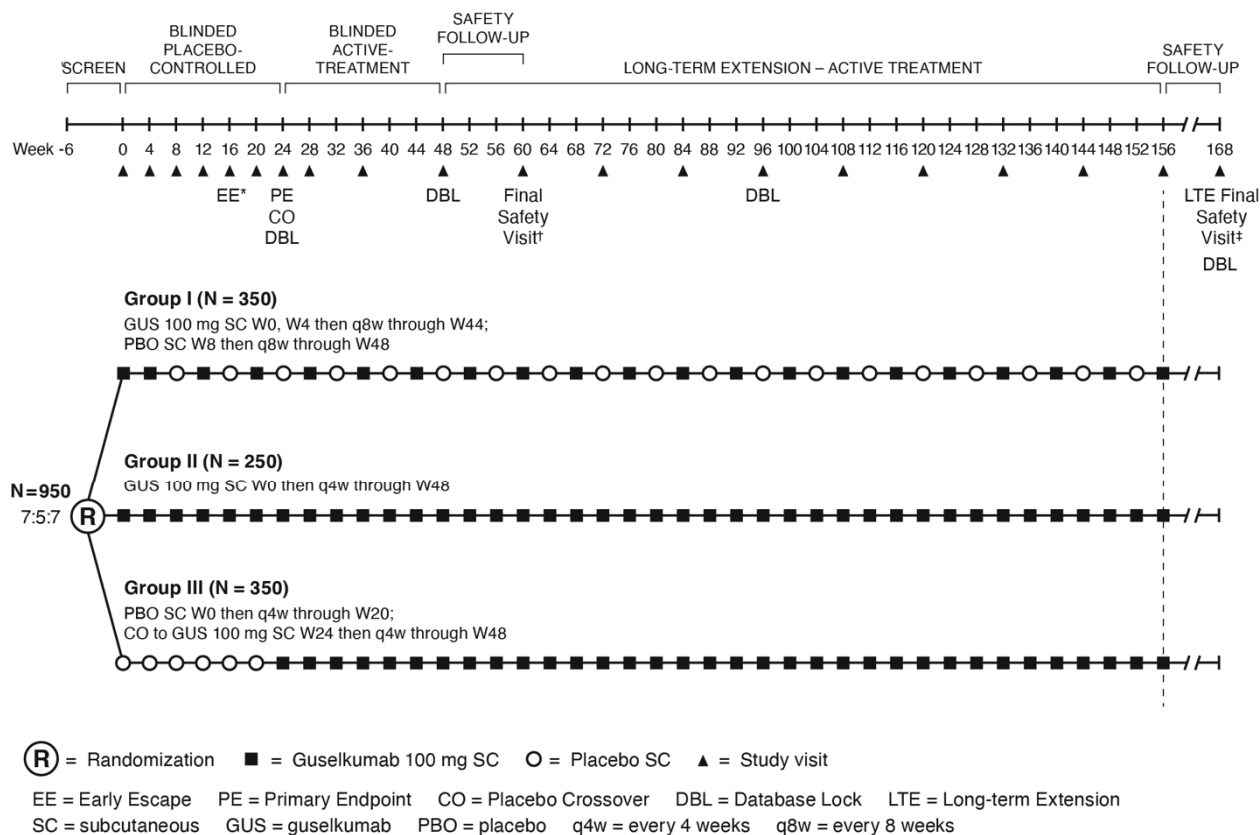 BLINDED
PLACEBO-
CONTROLLED
BLINDED
ACTIVE-
TREATMENT
SAFETY
FOLLOW-UP
SAFETY
FOLLOW-UP
SCREEN
LONG-TERM EXTENSION – ACTIVE TREATMENT
Week -6 0 4 8 12 16 20 24 28 32 36 40 44 48 52 56 60 64 68 72 76 80 84 88 92 96 100 104 108 112 116 120 124 128 132 136 140 144 148 152 156 168
EE*
PE
CO
DBL
DBL
Final
Safety
Visit†
DBL
LTE Final
Safety
Visit‡
DBL
Group I (N = 350)
GUS 100 mg SC W0, W4 then q8w through W44;
PBO SC W8 then q8w through W48
Group II (N = 250)
GUS 100 mg SC W0 then q4w through W48
N=950
7:5:7
R
Group III (N = 350)
PBO SC W0 then q4w through W20;
CO to GUS 100 mg SC W24 then q4w through W48
R = Randomization ■ = Guselkumab 100 mg SC O = Placebo SC ▲ = Study visit
EE = Early Escape PE = Primary Endpoint CO = Placebo Crossover DBL = Database Lock LTE = Long-term Extension
SC = subcutaneous GUS = guselkumab PBO = placebo q4w = every 4 weeks q8w = every 8 weeks